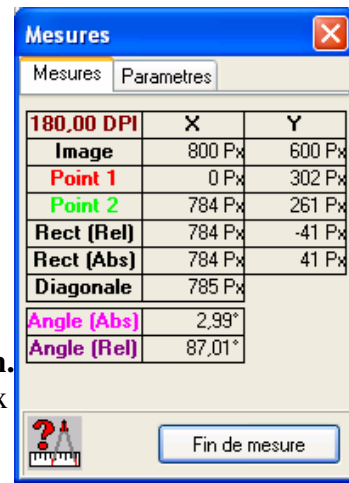 Mesures
Mesures Parametres
180,00 DPI X Y
Image 800 Px 600 Px
Point 1 0 Px 302 Px
Point 2 784 Px 261 Px
Rect (Rel) 784 Px -41 Px
Rect (Abs) 784 Px 41 Px
Diagonale 785 Px
Angle (Abs) 2,99°
Angle (Rel) 87,01°
Fin de mesure